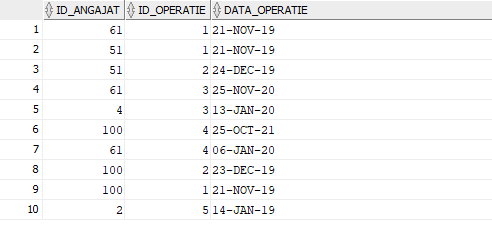 ID_ANGAJAT ID_OPERATIE DATA_OPERATIE
1 61 1 21-NOV-19
2 51 1 21-NOV-19
3 51 2 24-DEC-19
4 61 3 25-NOV-20
5 4 3 13-JAN-20
6 100 4 25-OCT-21
7 61 4 06-JAN-20
8 100 2 23-DEC-19
9 100 1 21-NOV-19
10 2 5 14-JAN-19